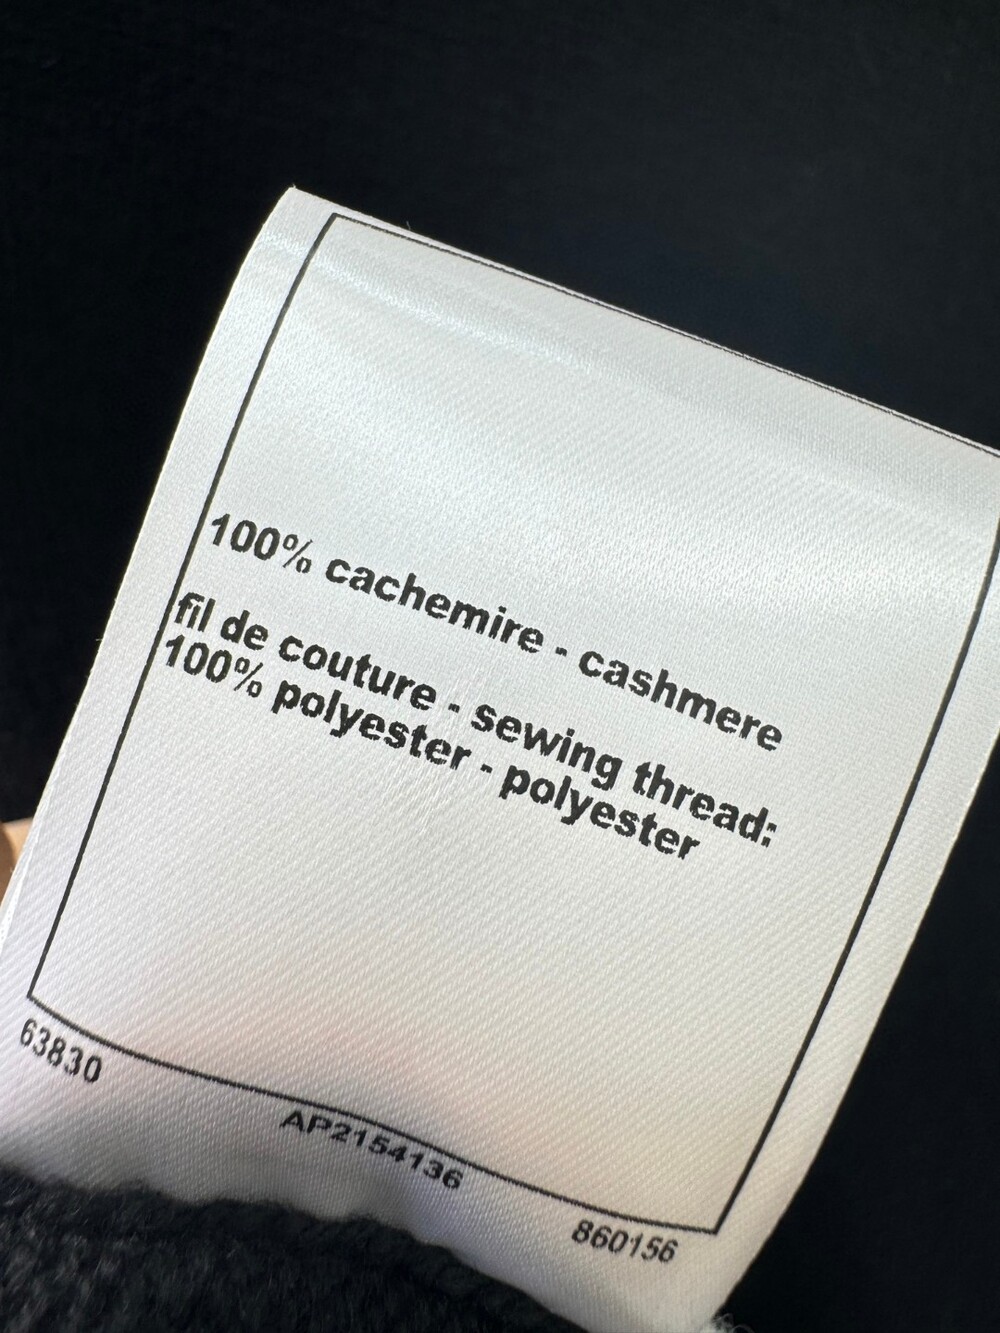 100% cachemire - cashmere
fil de couture - sewing thread:
100% polyester - polyester
63830
AP2154136
860156